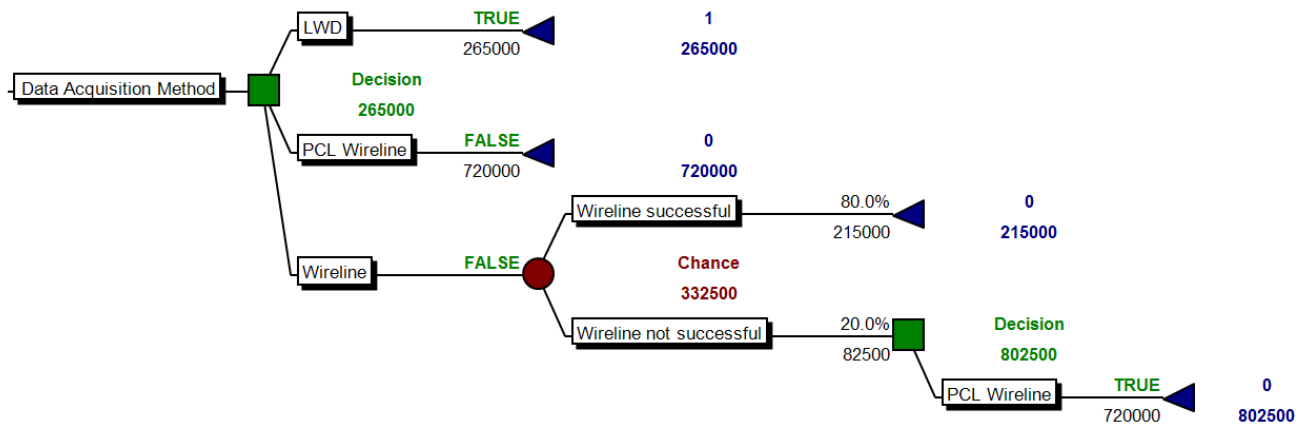 LWD
TRUE
265000
1
265000
Data Acquisition Method
Decision
265000
PCL Wireline
FALSE
720000
0
720000
Wireline successful
80.0%
215000
0
215000
Wireline
FALSE
Chance
332500
Wireline not successful
20.0%
82500
Decision
802500
PCL Wireline
TRUE
720000
0
802500